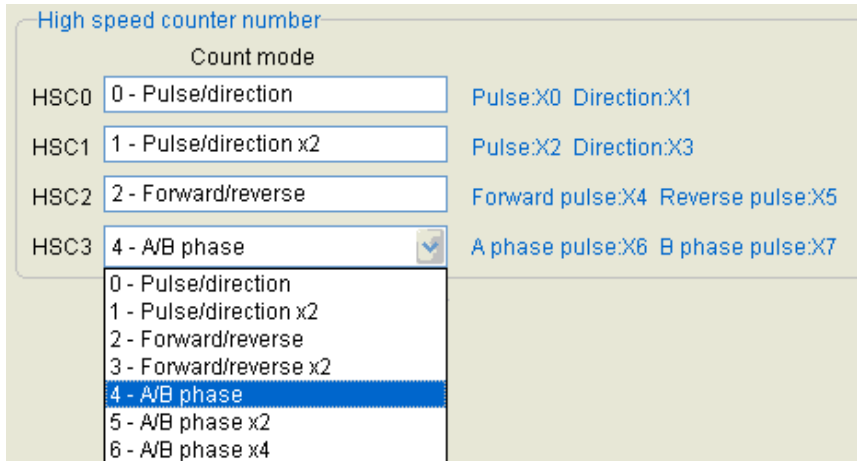 High speed counter number
Count mode
HSC0 0 - Pulse/direction Pulse:X0 Direction:X1
HSC1 1 - Pulse/direction x2 Pulse:X2 Direction:X3
HSC2 2 - Forward/reverse Forward pulse:X4 Reverse pulse:X5
HSC3 4 - A/B phase A phase pulse:X6 B phase pulse:X7
0 - Pulse/direction
1 - Pulse/direction x2
2 - Forward/reverse
3 - Forward/reverse x2
4 - A/B phase
5 - A/B phase x2
6 - A/B phase x4